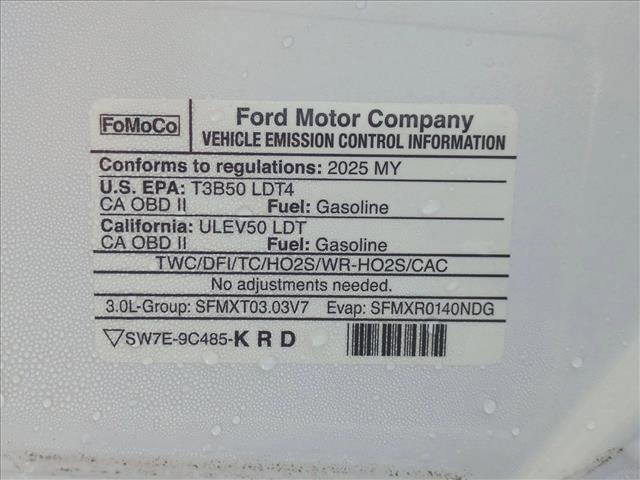 FoMoCo
Ford Motor Company
VEHICLE EMISSION CONTROL INFORMATION
Conforms to regulations: 2025 MY
U.S. EPA: T3B50 LDT4
CA OBD II Fuel: Gasoline
California: ULEV50 LDT
CA OBD II Fuel: Gasoline
TWC/DFI/TC/HO2S/WR-HO2S/CAC
No adjustments needed.
3.0L-Group: SFMXT03.03V7 Evap: SFMXR0140NDG
SW7E-9C485-K R D